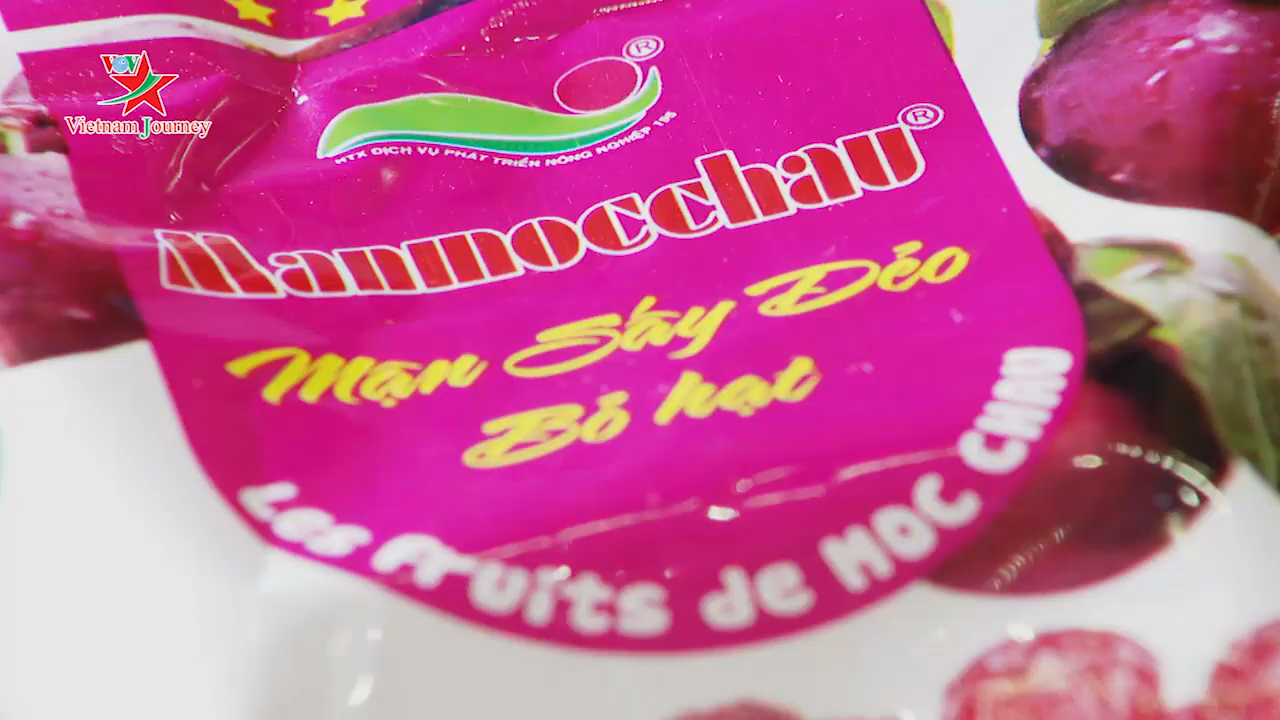 VOV
Vietnam Journey
®
HTX DỊCH VỤ PHÁT TRIỂN NÔNG NGHIỆP 195
Manmocchau®
Mận Sấy Dẻo
Bỏ hạt
Les Fruits de MOC CHAU